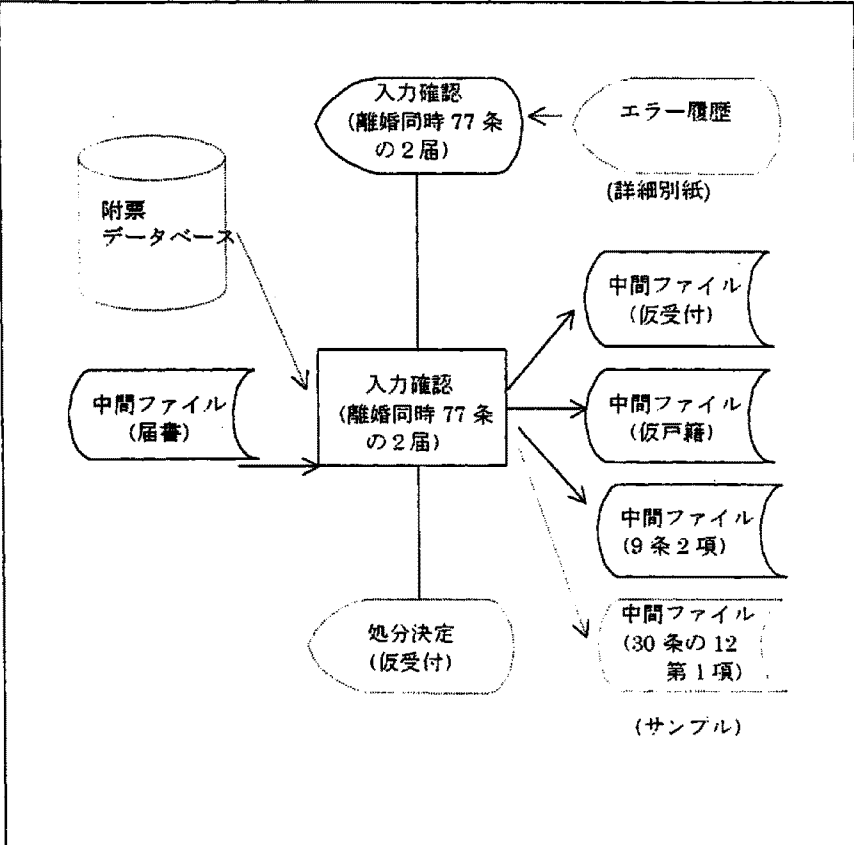 入力確認
(離婚同時 77 条
の 2 届)
エラー履歴
(詳細別紙)
附票
データベース
中間ファイル
(仮受付)
中間ファイル
(届書)
入力確認
(離婚同時 77 条
の 2 届)
中間ファイル
(仮戸籍)
中間ファイル
(9 条 2 項)
処分決定
(仮受付)
中間ファイル
(30 条の 12
第 1 項)
(サンプル)